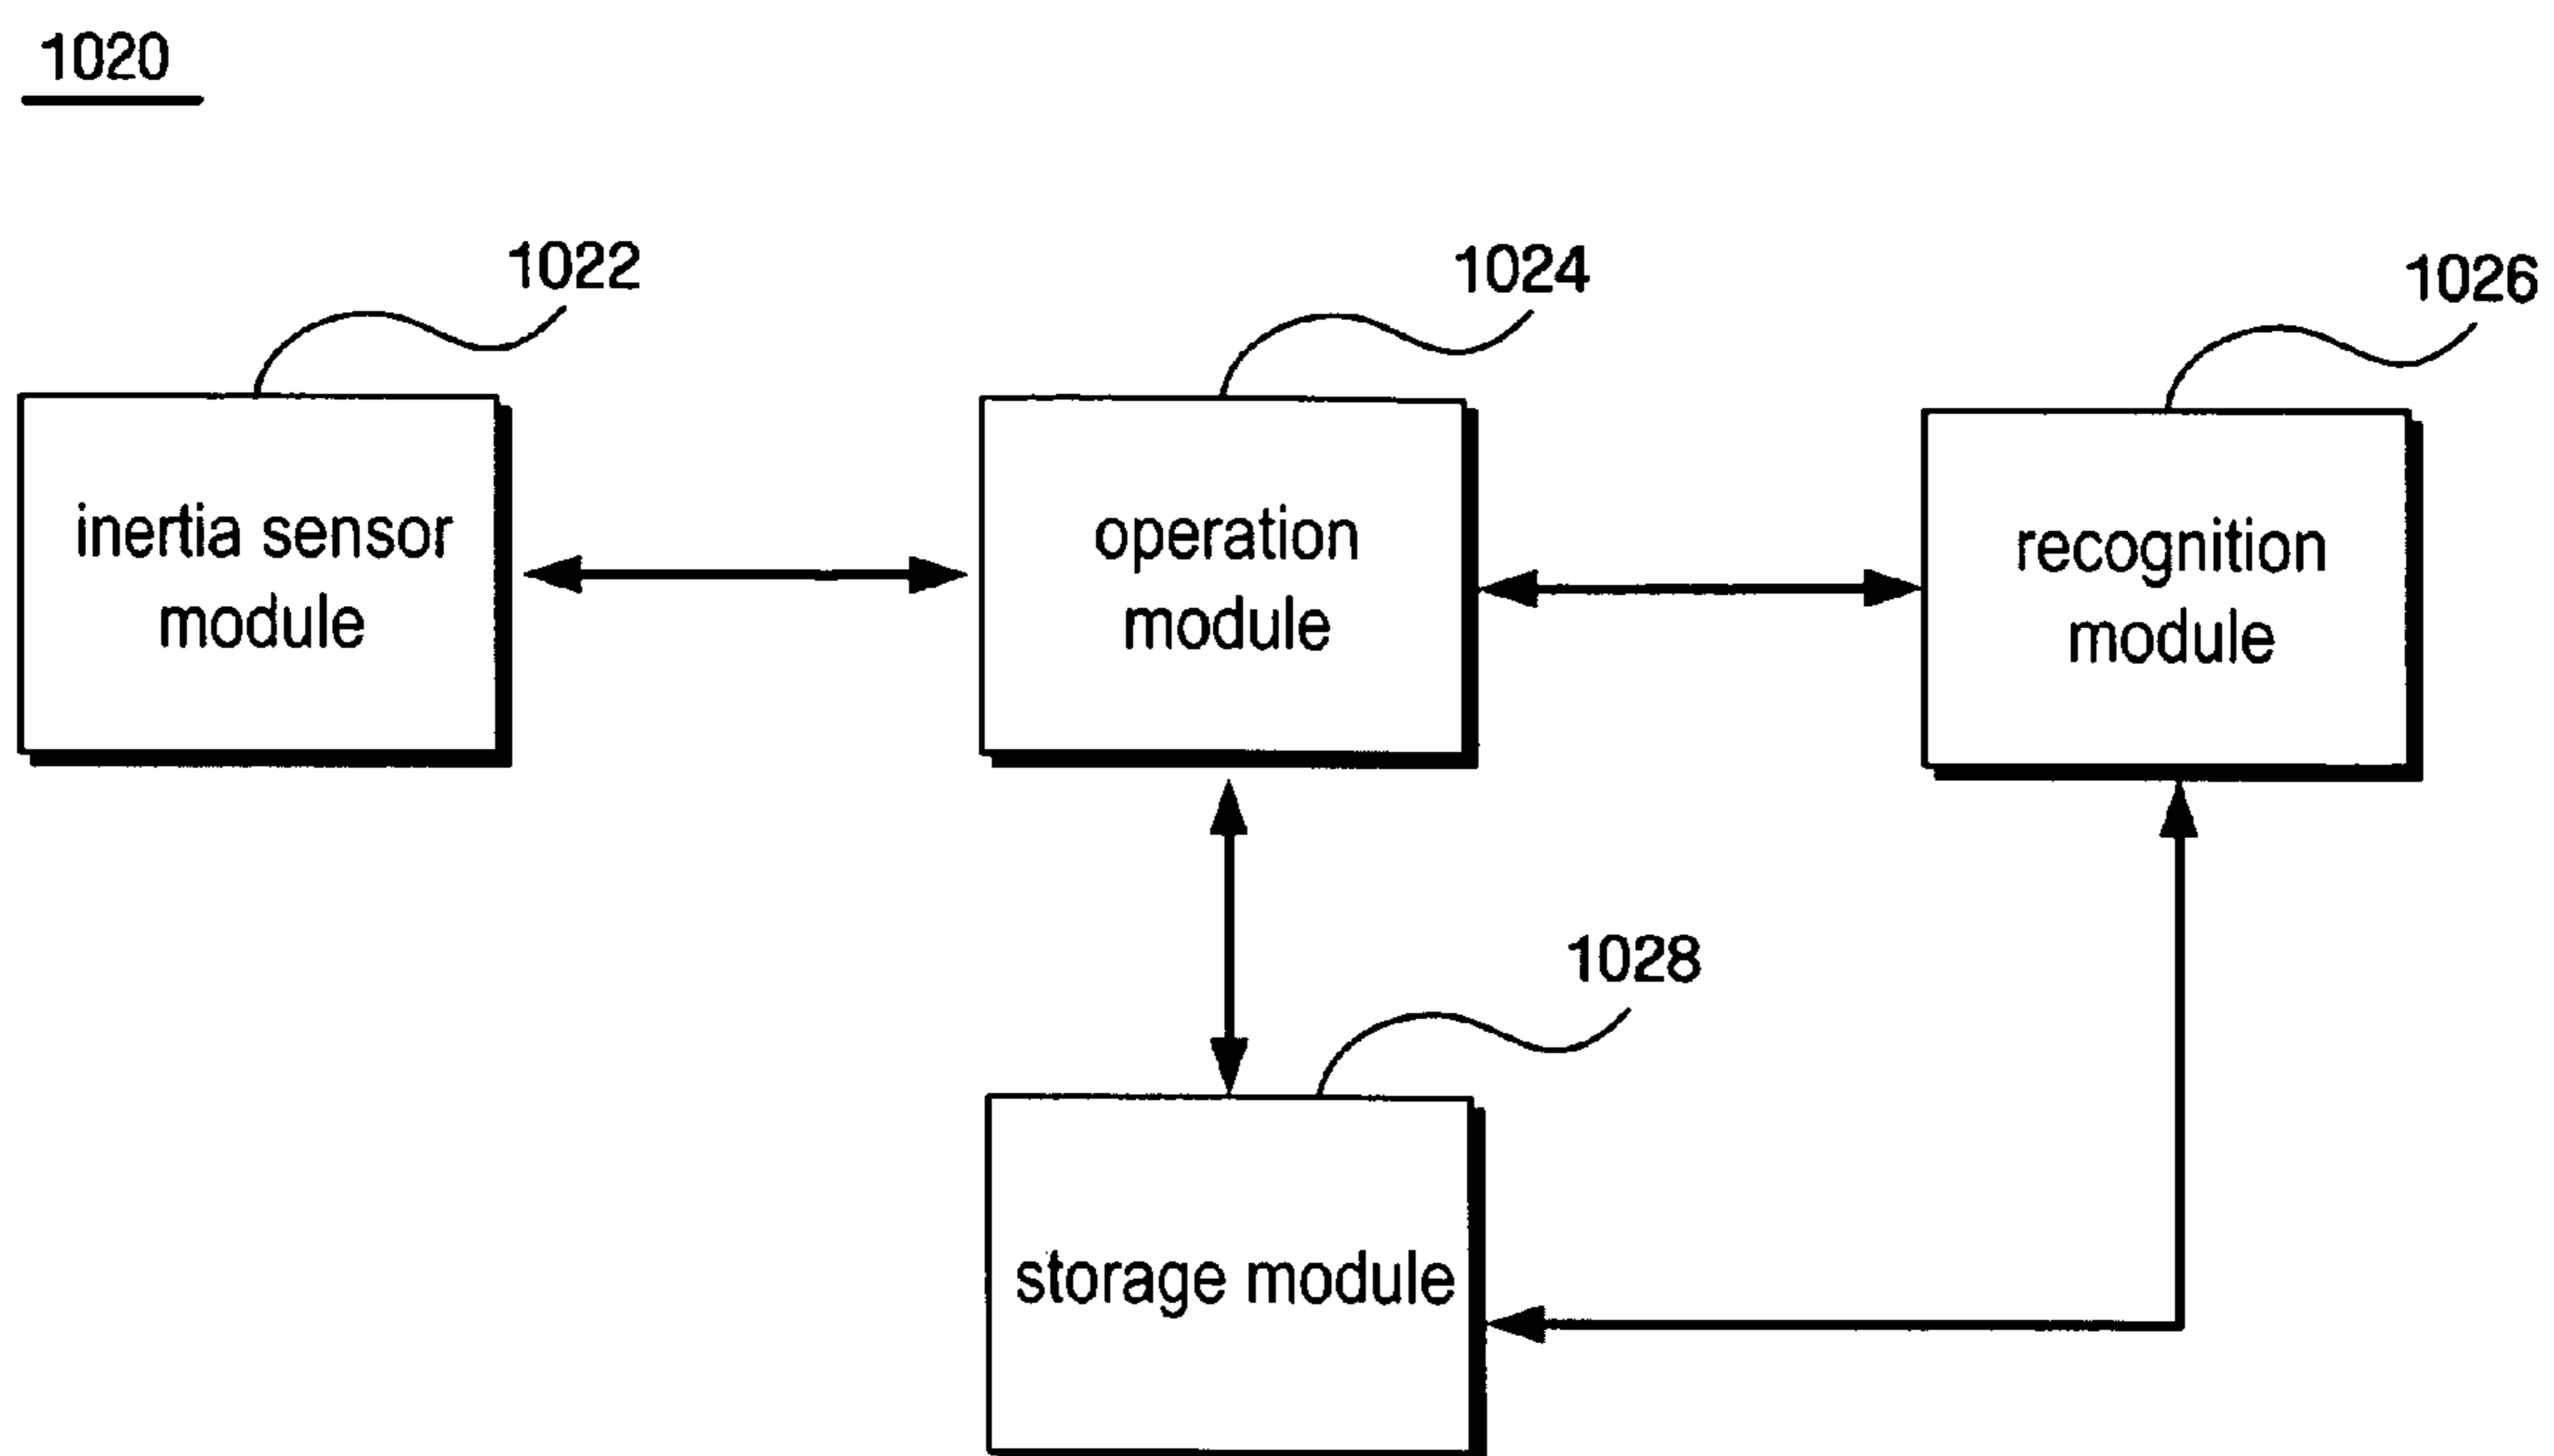 1020
1022
1024
1026
inertia sensor
module
operation
module
recognition
module
1028
storage module